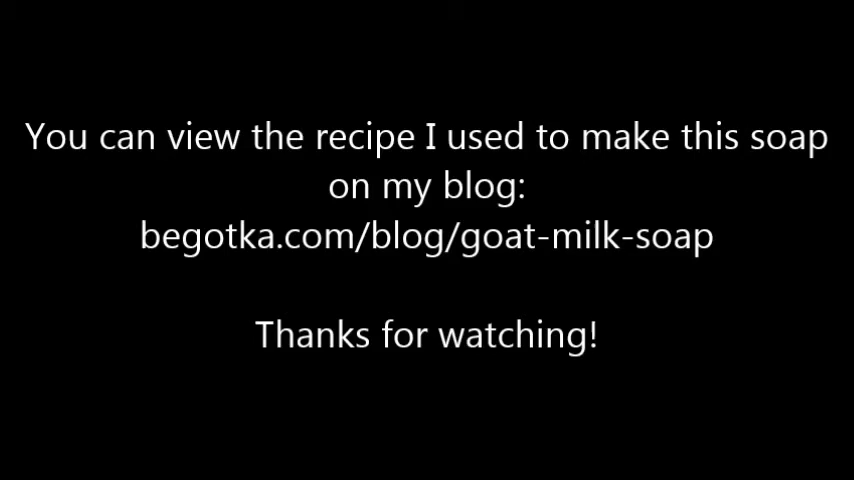 You can view the recipe I used to make this soap
on my blog:
begotka.com/blog/goat-milk-soap
Thanks for watching!